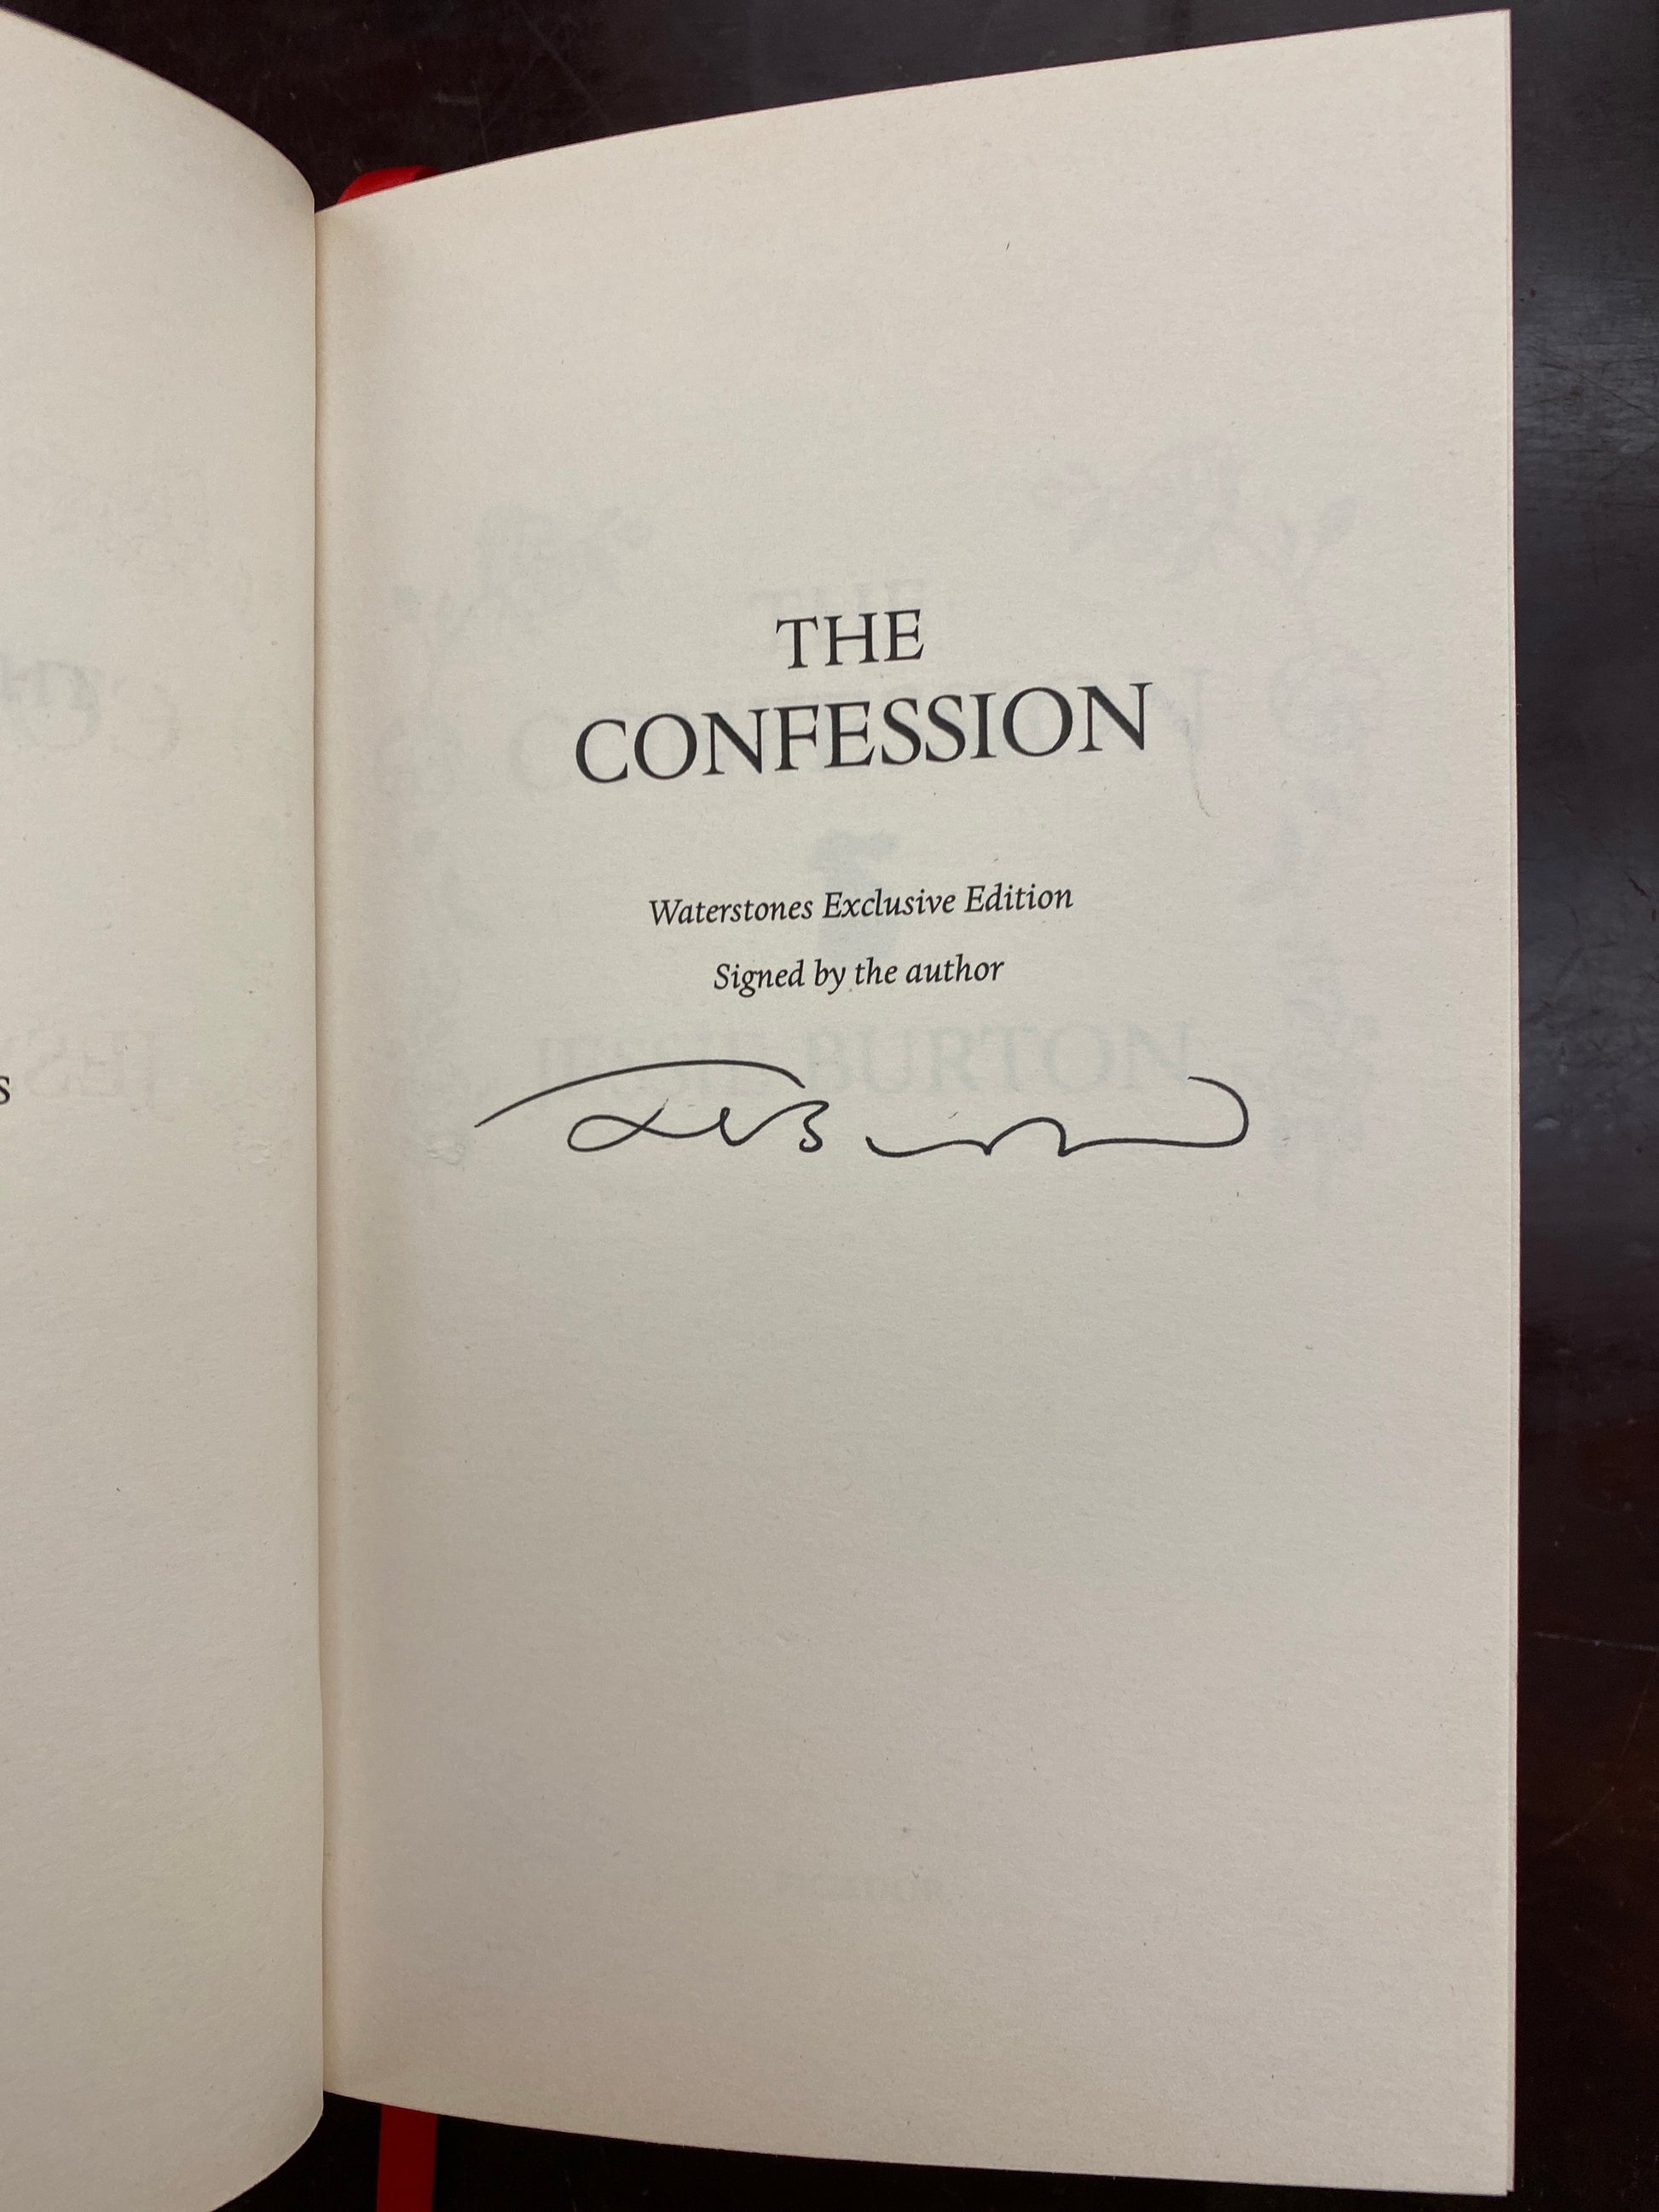 THE
CONFESSION
Waterstones Exclusive Edition
Signed by the author